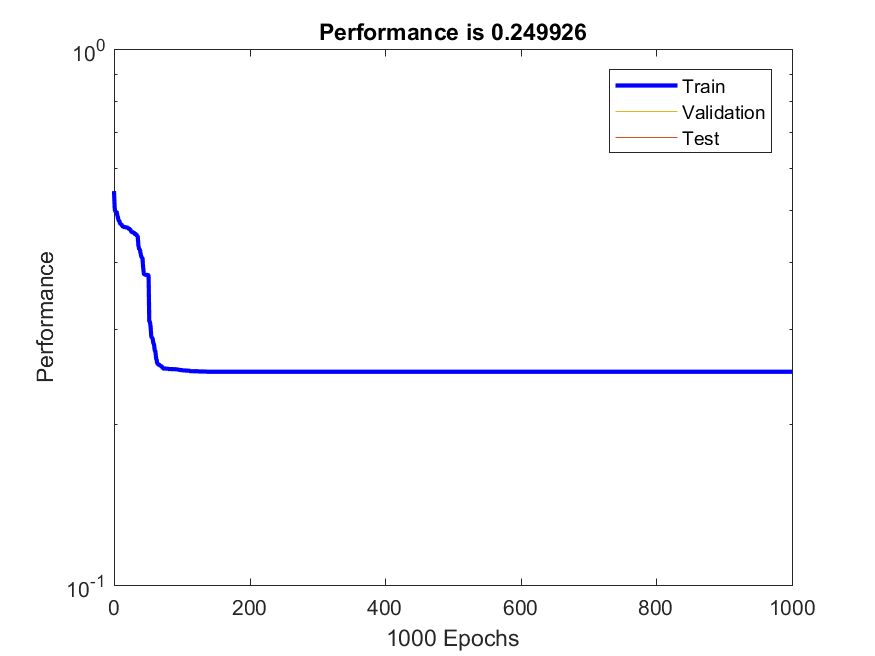 Performance is 0.249926
10^0
Train
Validation
Test
Performance
10^-1
0 200 400 600 800 1000
1000 Epochs